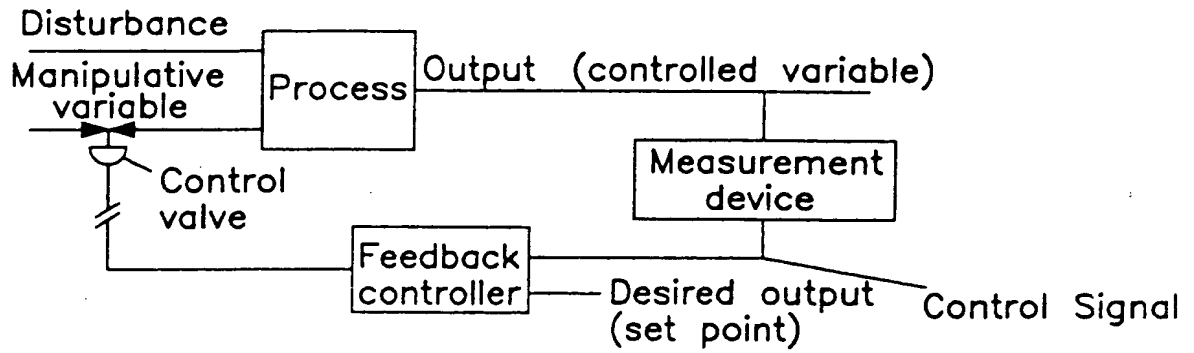 Disturbance
Manipulative
variable
Process
Output (controlled variable)
Measurement
device
Control
valve
Feedback
controller
Desired output
(set point)
Control Signal